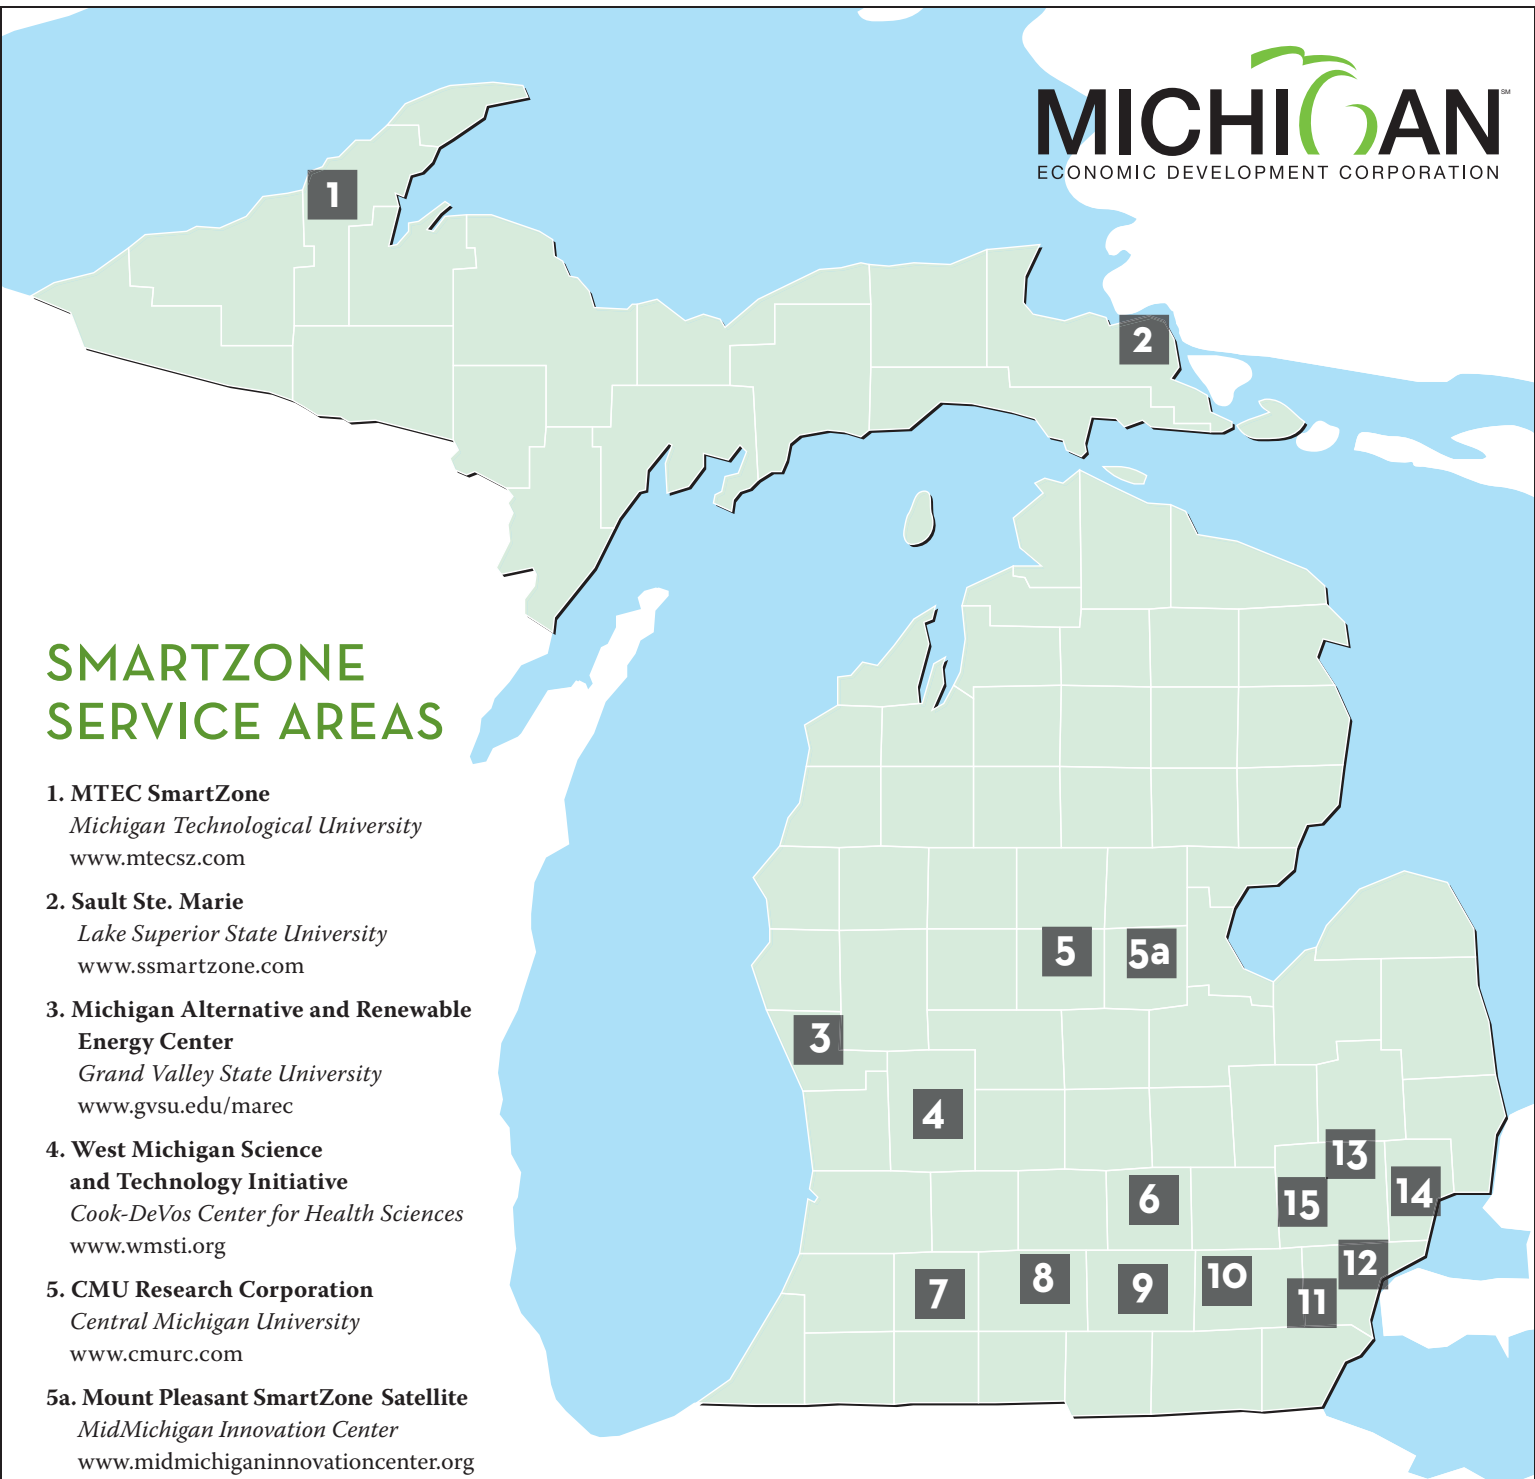 MICHIGAN SM
ECONOMIC DEVELOPMENT CORPORATION
1
2
SMARTZONE
SERVICE AREAS
1. MTEC SmartZone
Michigan Technological University
www.mtecsz.com
2. Sault Ste. Marie
Lake Superior State University
www.ssmartzone.com
3. Michigan Alternative and Renewable
Energy Center
Grand Valley State University
www.gvsu.edu/marec
4. West Michigan Science
and Technology Initiative
Cook-DeVos Center for Health Sciences
www.wmsti.org
5. CMU Research Corporation
Central Michigan University
www.cmurc.com
5a. Mount Pleasant SmartZone Satellite
MidMichigan Innovation Center
www.midmichiganinnovationcenter.org
5
5a
3
4
13
6
15
14
7
8
9
10
11
12